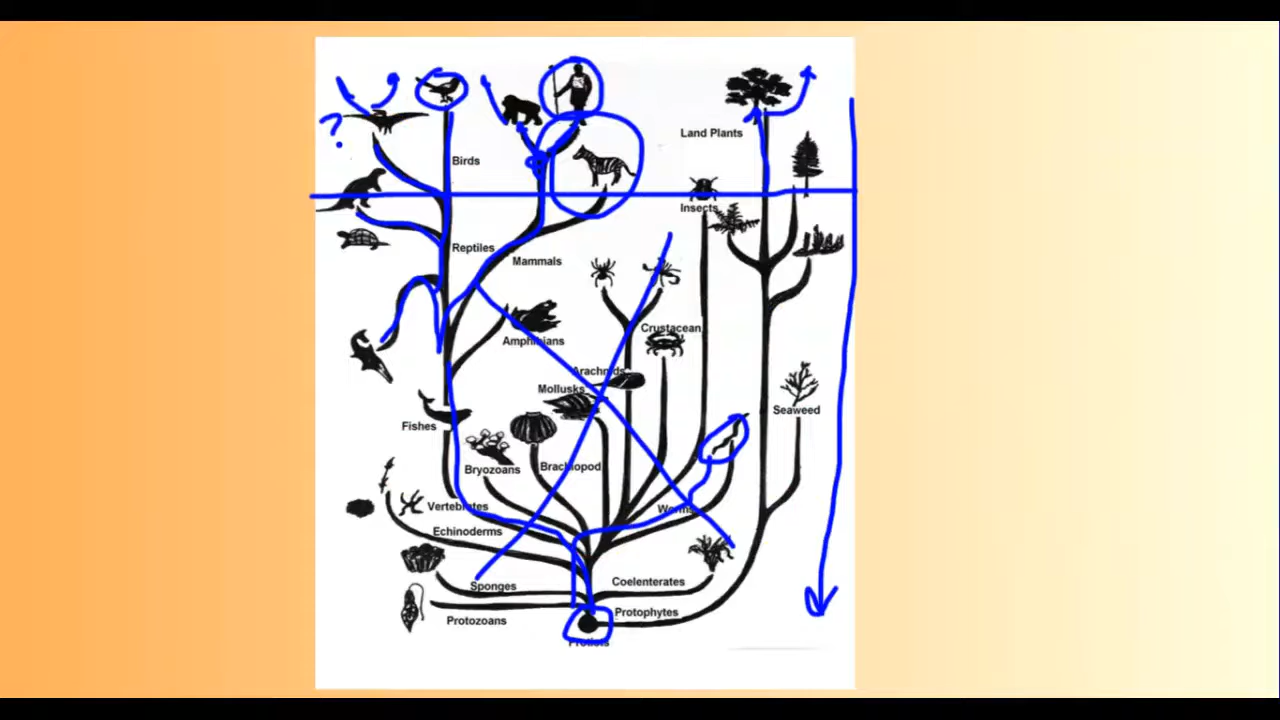 ?
Land Plants
Birds
Insects
Reptiles
Mammals
Crustacean
Amphibians
Arachnids
Mollusks
Seaweed
Fishes
Bryozoans
Brachiopod
Vertebrates
Worms
Echinoderms
Sponges
Coelenterates
Protophytes
Protozoans
Protists